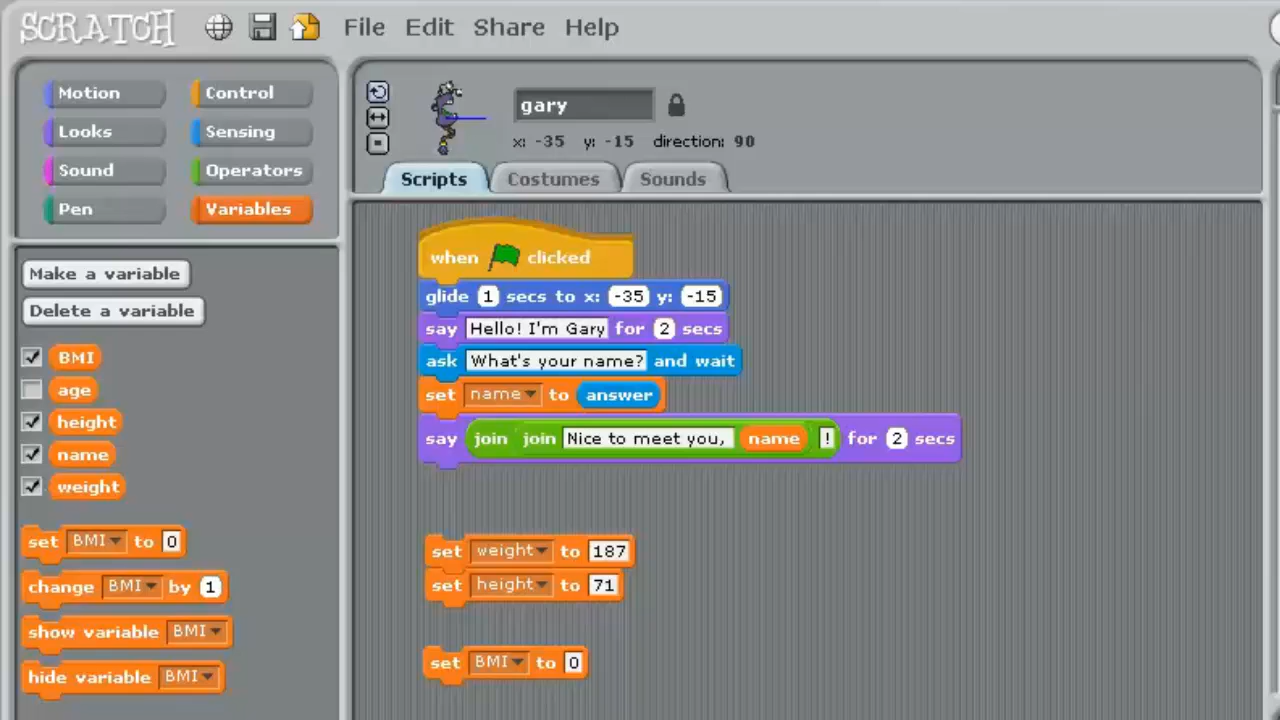 SCRATCH File Edit Share Help
Motion Control
Looks Sensing
Sound Operators
Pen Variables
Make a variable
Delete a variable
BMI
age
height
name
weight
set BMI to 0
change BMI by 1
show variable BMI
hide variable BMI
gary
x: -35 y: -15 direction: 90
Scripts Costumes Sounds
when clicked
glide 1 secs to x: -35 y: -15
say Hello! I'm Gary for 2 secs
ask What's your name? and wait
set name to answer
say join join Nice to meet you, name ! for 2 secs
set weight to 187
set height to 71
set BMI to 0